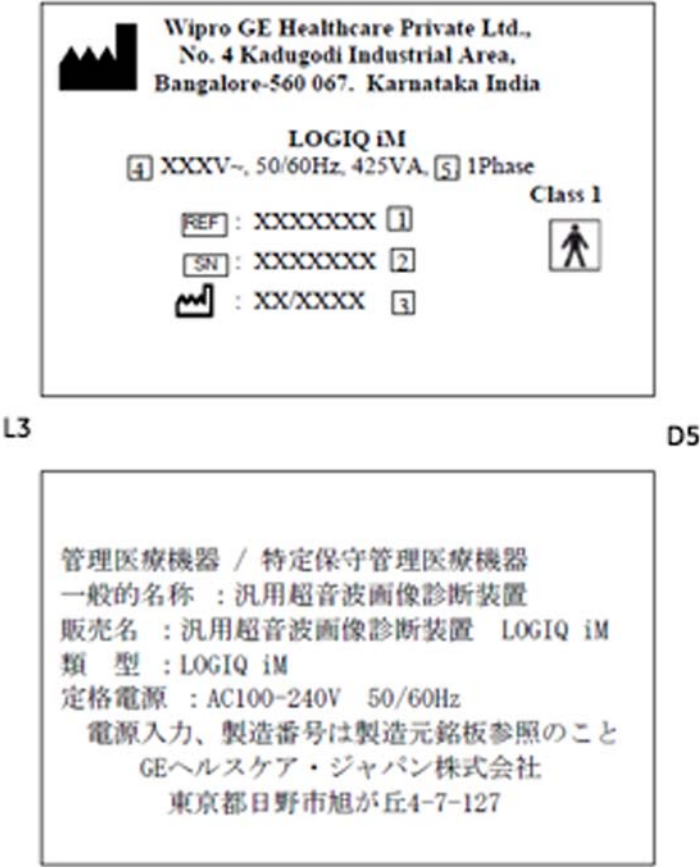 Wipro GE Healthcare Private Ltd.,
No. 4 Kadugodi Industrial Area,
Bangalore-560 067. Karnataka India
LOGIQ iM
4 XXXV~, 50/60Hz, 425VA, 5 1Phase
Class 1
REF : XXXXXXX 1
SN : XXXXXXX 2
: XX/XXXX 3
L3
D5
管理医療機器 / 特定保守管理医療機器
一般的名称 :汎用超音波画像診断装置
販売名 :汎用超音波画像診断装置 LOGIQ iM
類 型 :LOGIQ iM
定格電源 :AC100-240V 50/60Hz
電源入力、製造番号は製造元銘板参照のこと
GEヘルスケア・ジャパン株式会社
東京都日野市旭が丘4-7-127